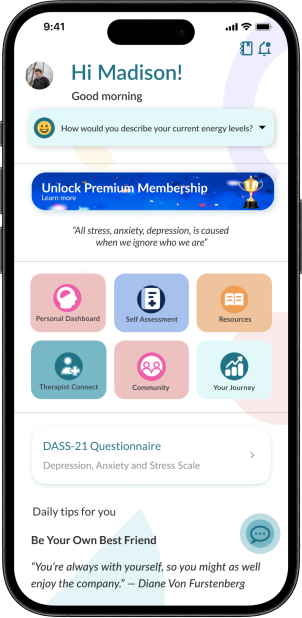 9:41
Hi Madison!
Good morning
How would you describe your current energy levels?
Unlock Premium Membership
Learn more
“All stress, anxiety, depression, is caused
when we ignore who we are”
Personal Dashboard
Self Assessment
Resources
Therapist Connect
Community
Your Journey
DASS-21 Questionnaire
Depression, Anxiety and Stress Scale
Daily tips for you
Be Your Own Best Friend
“You’re always with yourself, so you might as well
enjoy the company.” — Diane Von Furstenberg